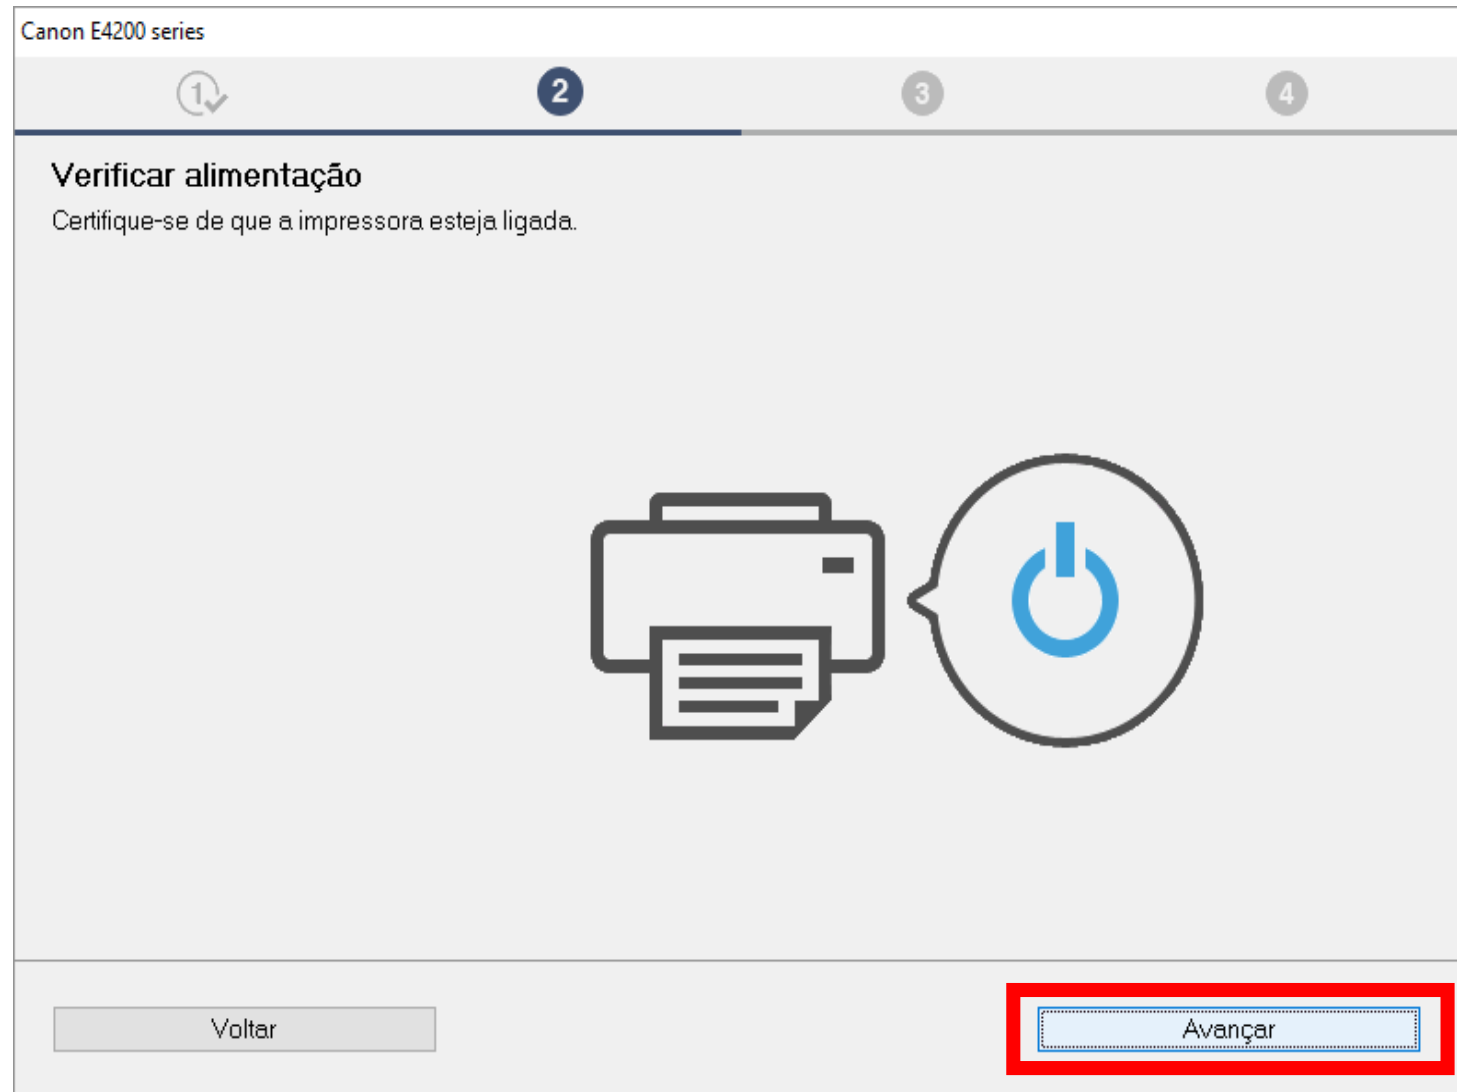 Canon E4200 series
1 2 3 4
Verificar alimentação
Certifique-se de que a impressora esteja ligada.
Voltar Avançar